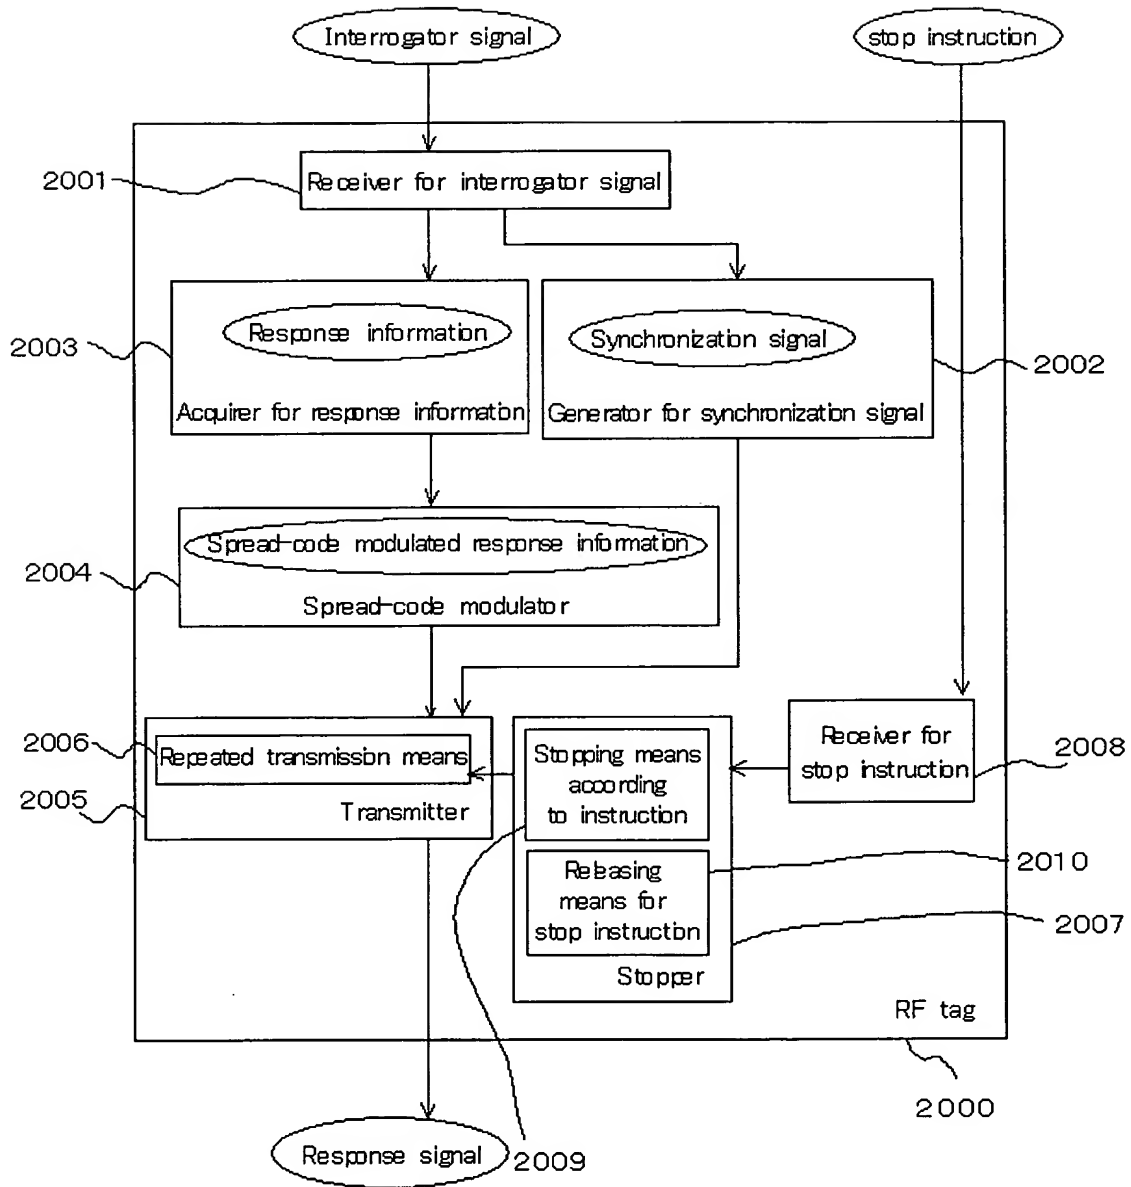 Interrogator signal
stop instruction
2001
Receiver for interrogator signal
Response information
Synchronization signal
2003
2002
Acquirer for response information
Generator for synchronization signal
Spread-code modulated response information
2004
Spread-code modulator
2006
Repeated transmission means
Stopping means
according
to instruction
Receiver for
stop instruction
2008
2005
Transmitter
Releasing
means for
stop instruction
2010
2007
Stopper
RF tag
2000
Response signal
2009